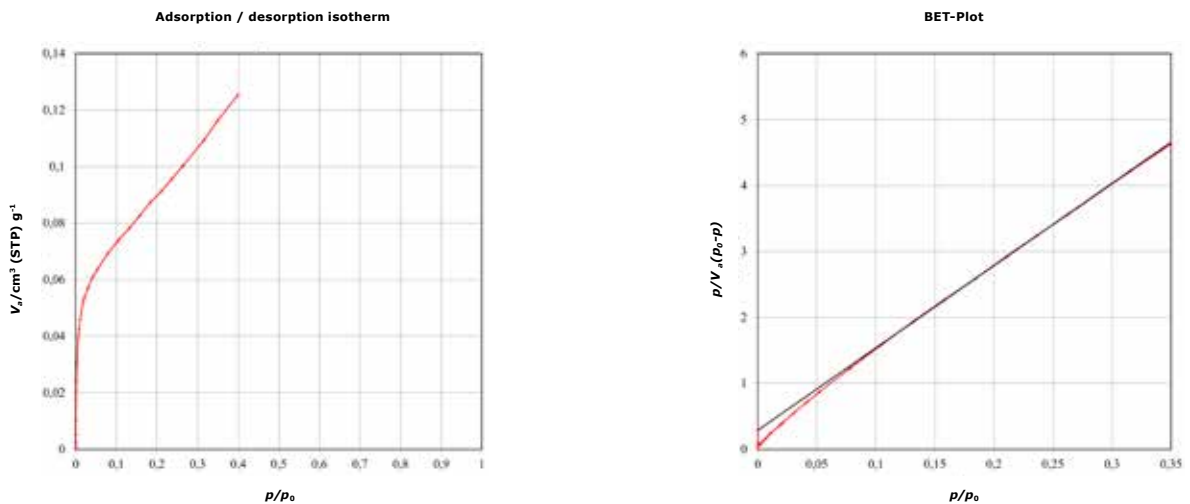 Adsorption / desorption isotherm
Vₐ/cm³ (STP) g⁻¹
0,14
0,12
0,1
0,08
0,06
0,04
0,02
0
0 0,1 0,2 0,3 0,4 0,5 0,6 0,7 0,8 0,9 1
p/p₀
BET-Plot
p/Vₐ(p₀-p)
6
5
4
3
2
1
0
0 0,05 0,1 0,15 0,2 0,25 0,3 0,35
p/p₀